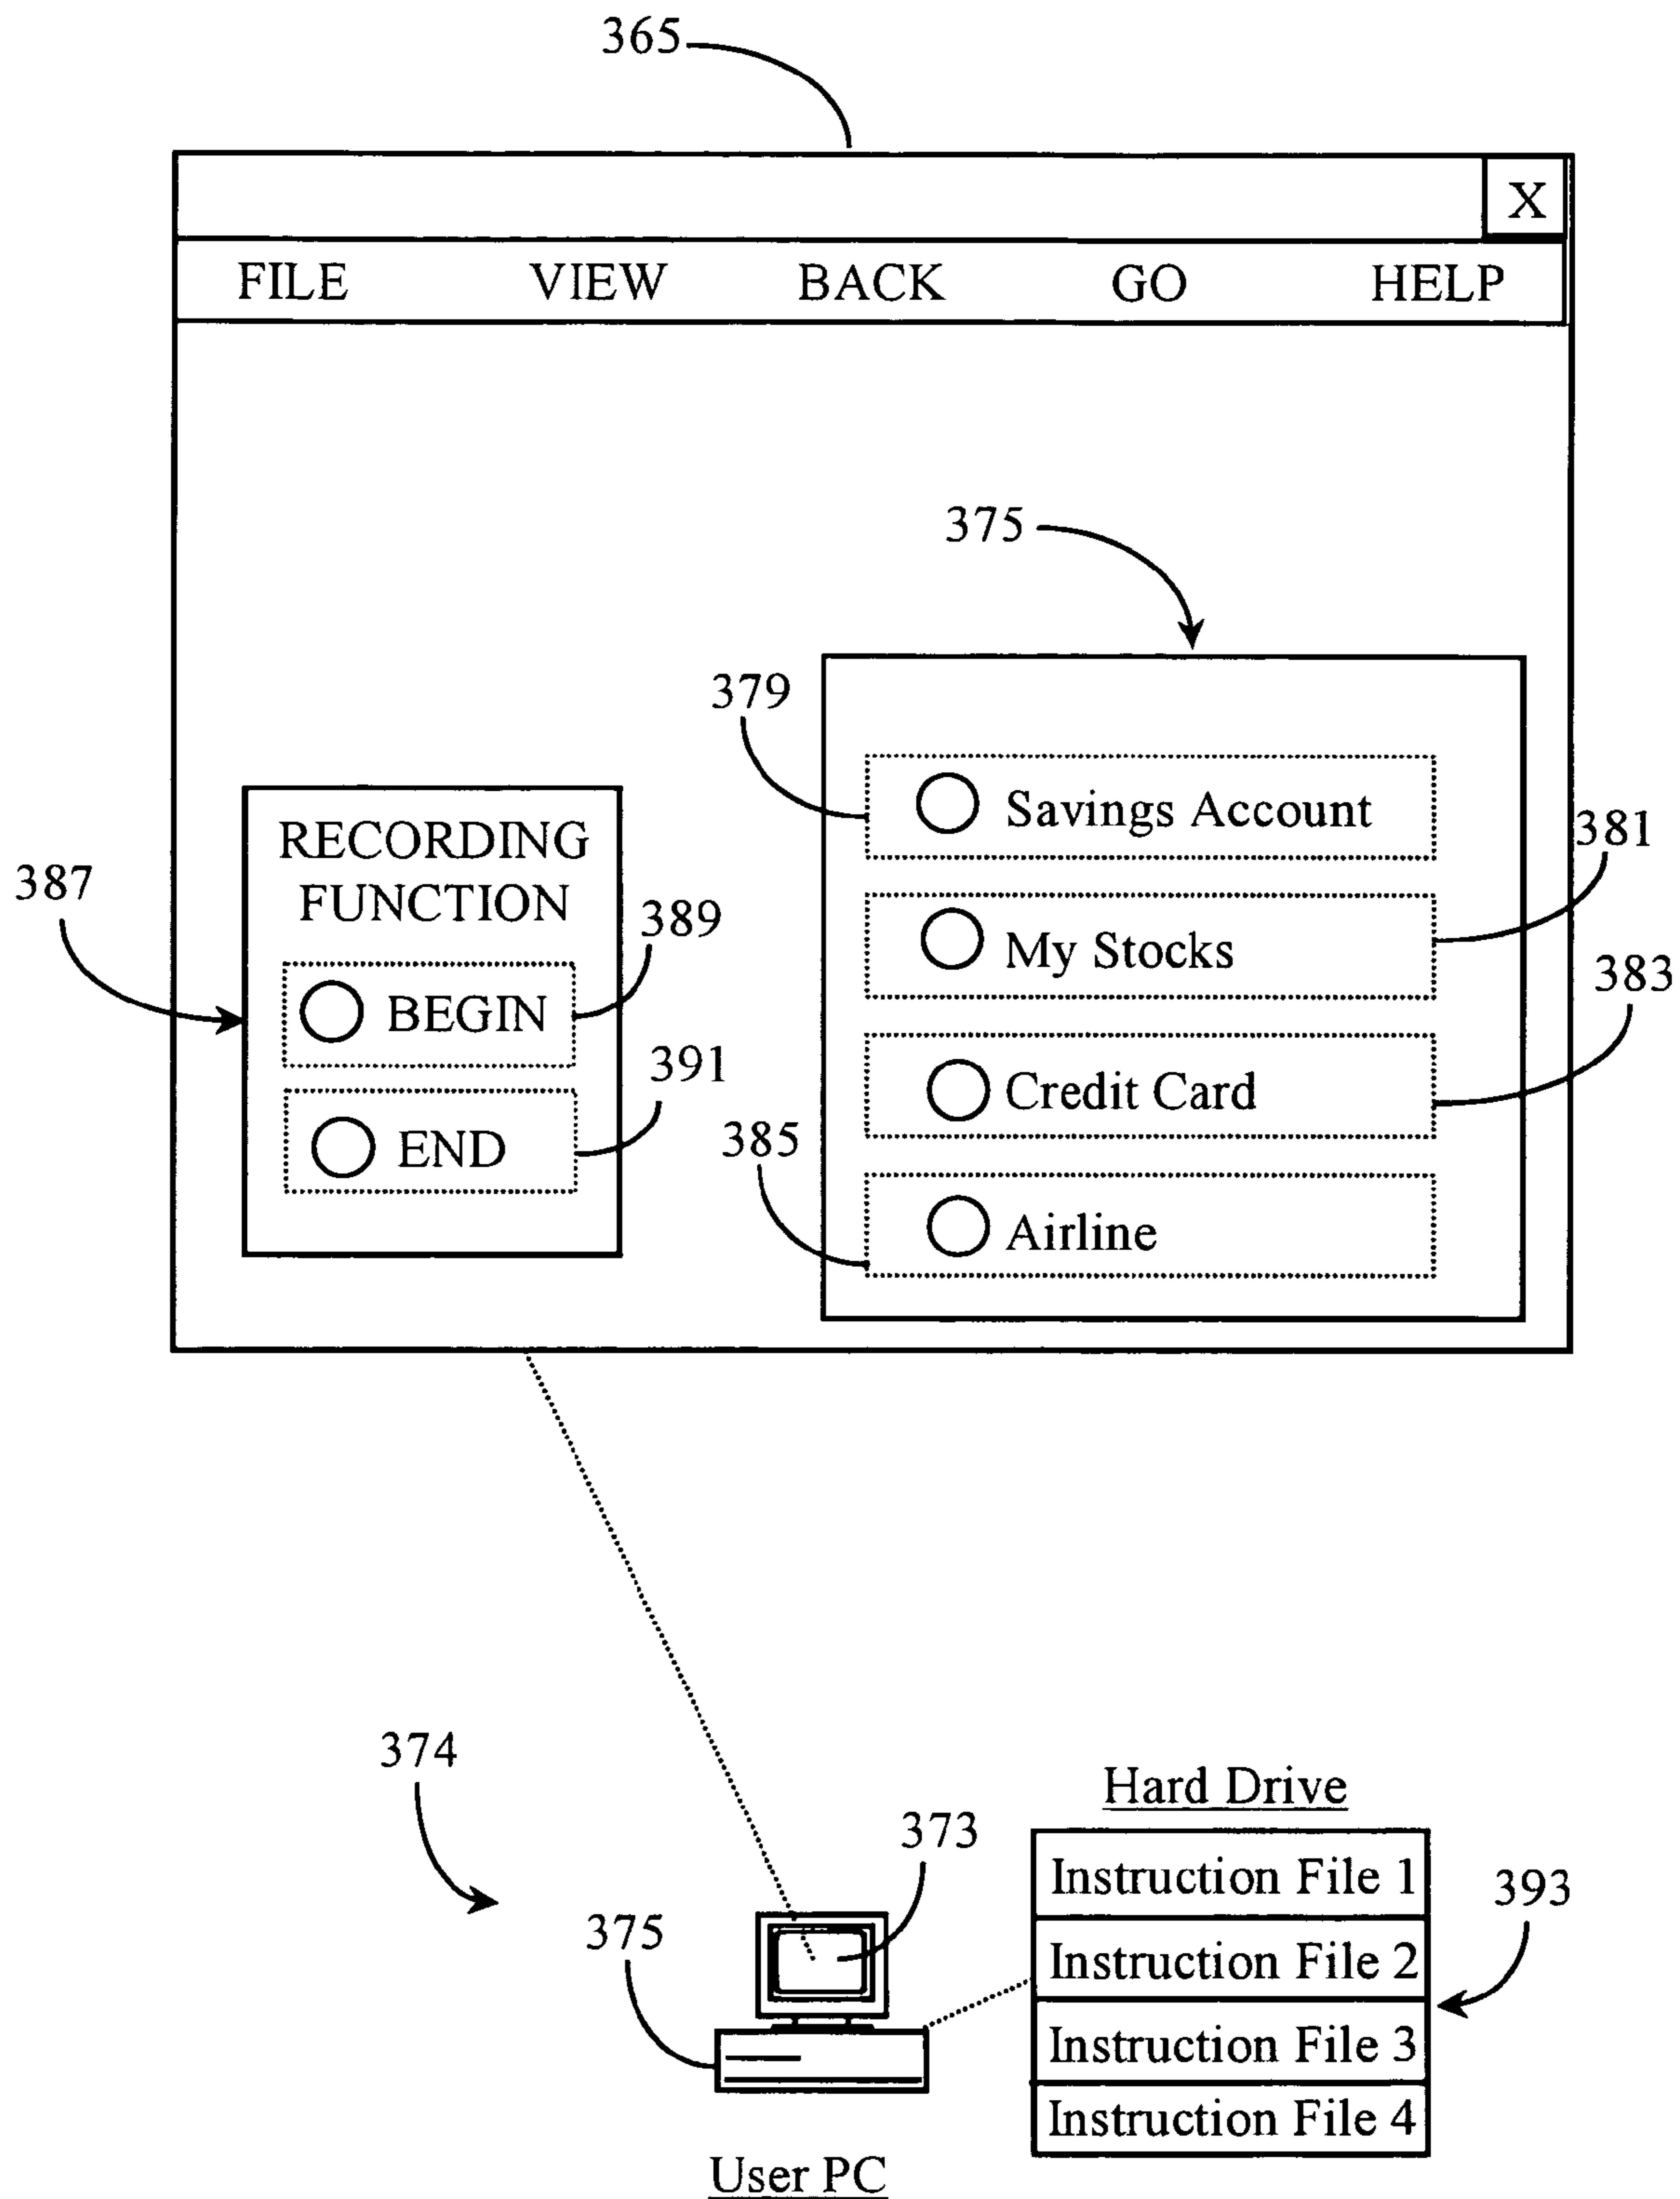 365
X
FILE VIEW BACK GO HELP
375
379
Savings Account
381
My Stocks
383
Credit Card
385
Airline
387
RECORDING
FUNCTION
389
BEGIN
391
END
374
373
375
User PC
Hard Drive
Instruction File 1
393
Instruction File 2
Instruction File 3
Instruction File 4